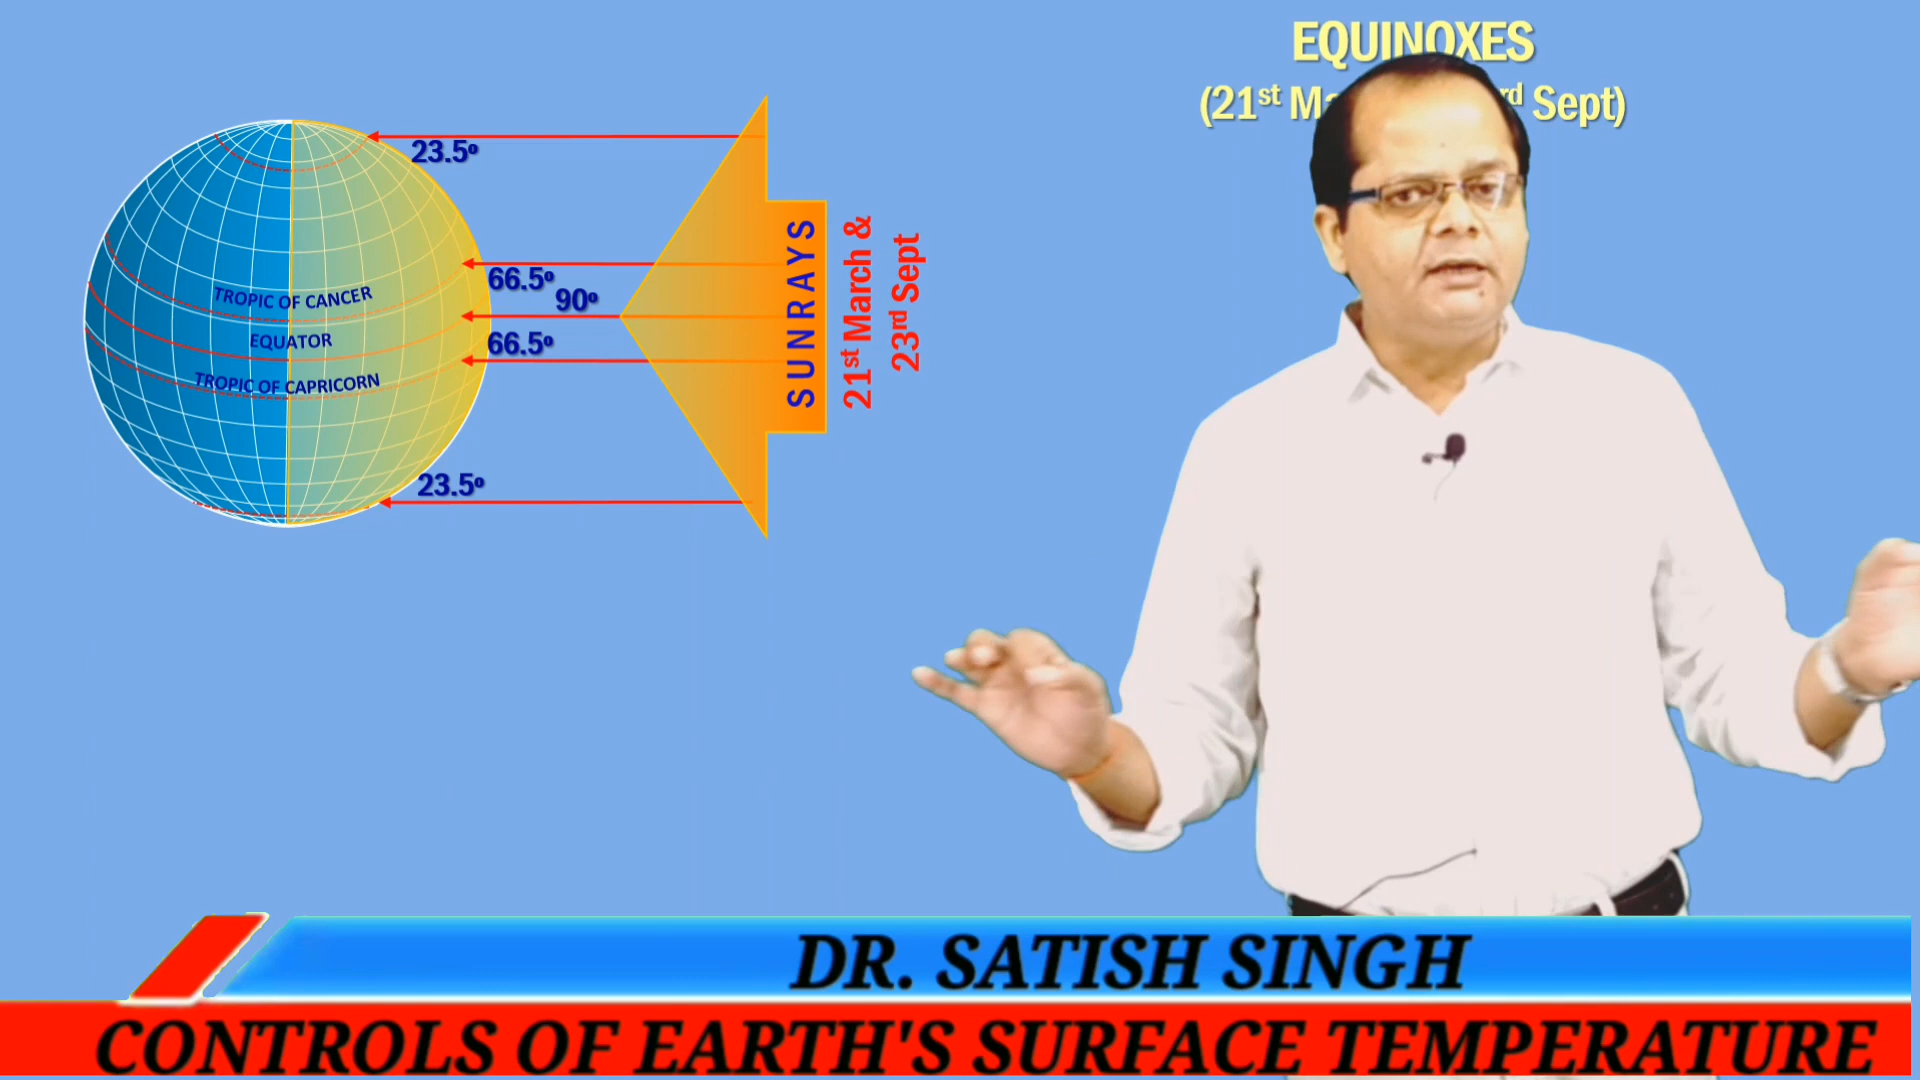 EQUINOXES
(21st rd Sept)
23.5°
66.5°
90°
66.5°
23.5°
TROPIC OF CANCER
EQUATOR
TROPIC OF CAPRICORN
SUNRAYS
21st March &
23rd Sept
DR. SATISH SINGH
CONTROLS OF EARTH'S SURFACE TEMPERATURE